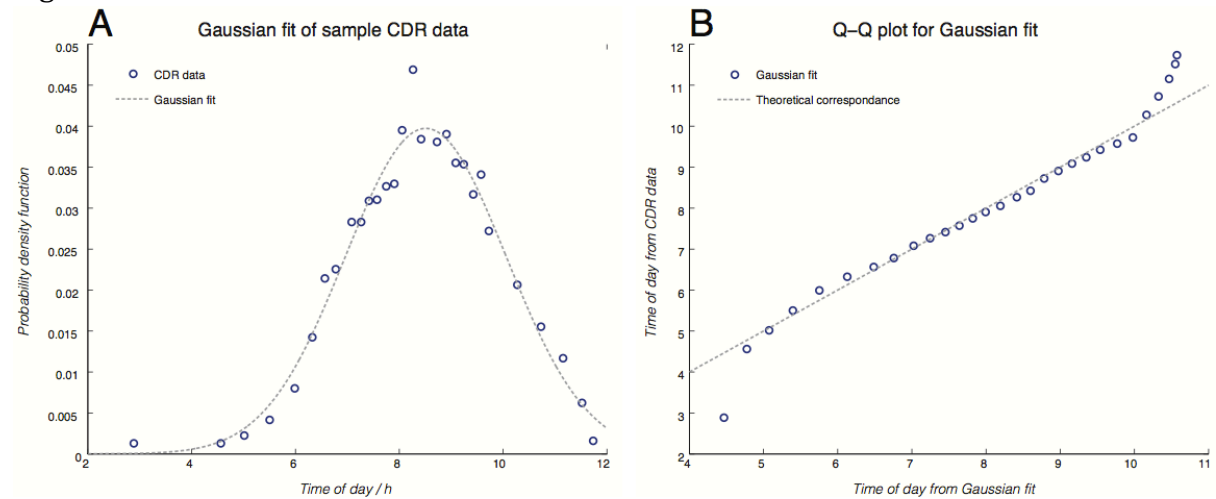 A
Gaussian fit of sample CDR data
0.05
0.045
0.04
0.035
0.03
0.025
0.02
0.015
0.01
0.005
0
Probability density function
CDR data
Gaussian fit
2 4 6 8 10 12
Time of day / h
B
Q–Q plot for Gaussian fit
12
11
10
9
8
7
6
5
4
3
2
Time of day from CDR data
Gaussian fit
Theoretical correspondance
4 5 6 7 8 9 10 11
Time of day from Gaussian fit